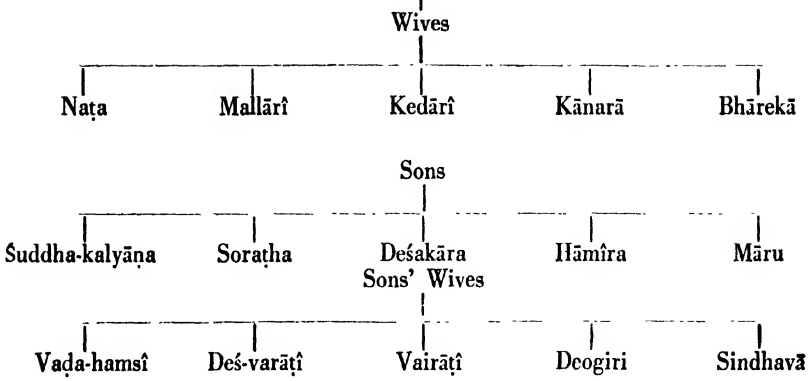 Wives
Naṭa Mallārî Kedārî Kānarā Bhārekā
Sons
Śuddha-kalyāṇa Soraṭha Deśakāra Hāmîra Māru
Sons' Wives
Vaḍa-hamsî Deś-varāṭî Vairāṭî Deogiri Sindhavā